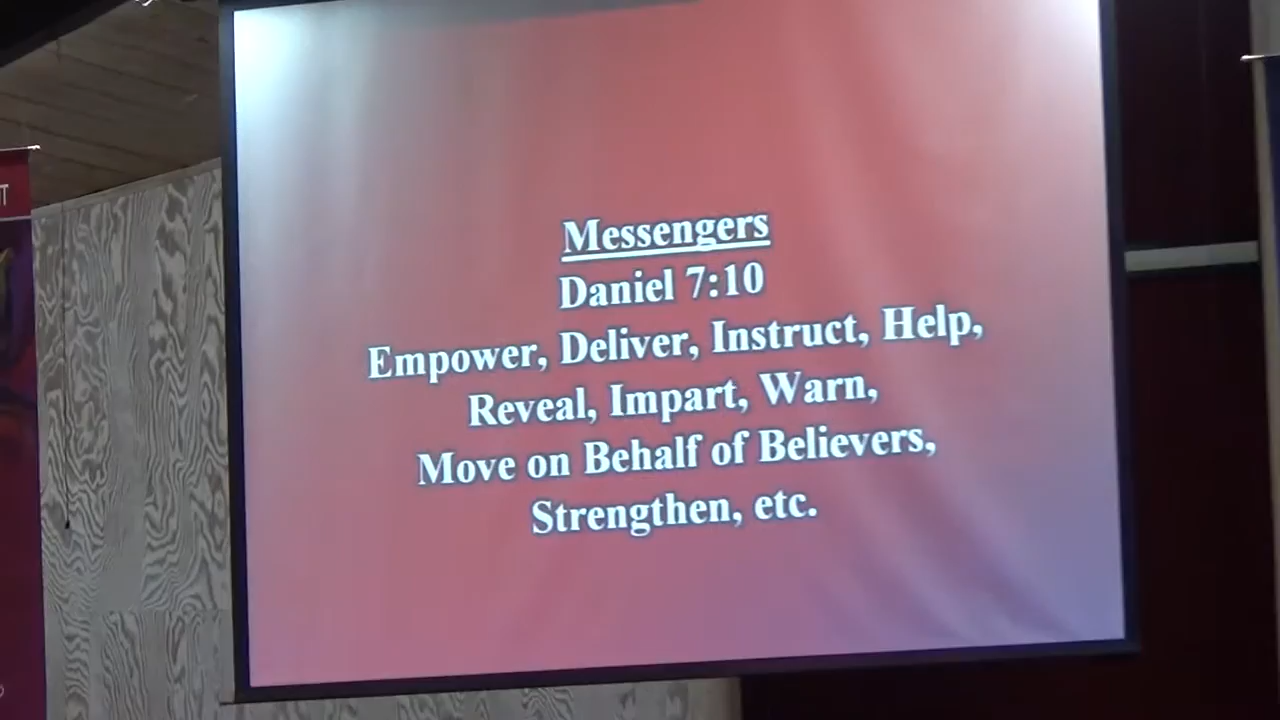 Messengers
Daniel 7:10
Empower, Deliver, Instruct, Help,
Reveal, Impart, Warn,
Move on Behalf of Believers,
Strengthen, etc.